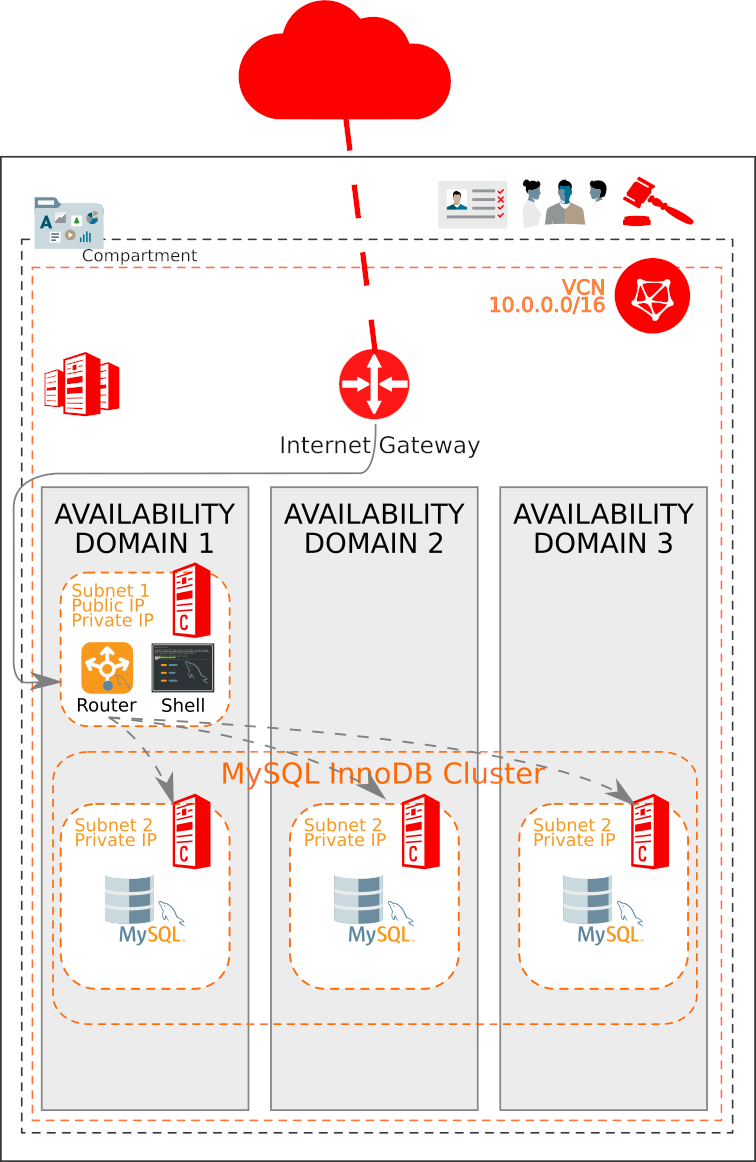 Compartment
VCN
10.0.0.0/16
Internet Gateway
AVAILABILITY
DOMAIN 1
AVAILABILITY
DOMAIN 2
AVAILABILITY
DOMAIN 3
Subnet 1
Public IP
Private IP
C
Router
Shell
MySQL InnoDB Cluster
Subnet 2
Private IP
C
MySQL
Subnet 2
Private IP
C
MySQL
Subnet 2
Private IP
C
MySQL